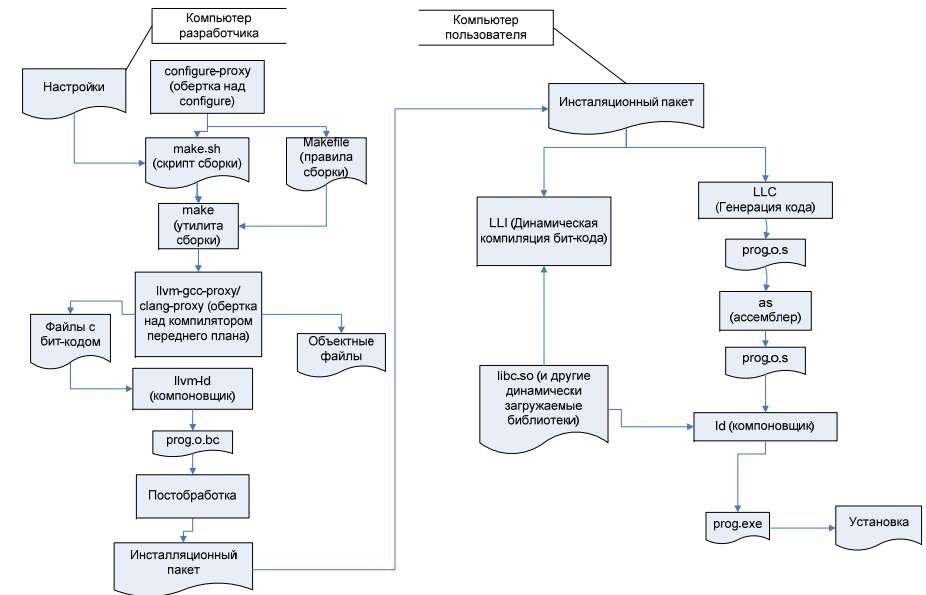 Компьютер
разработчика
Настройки
configure-proxy
(обертка над
configure)
make.sh
(скрипт сборки)
Makefile
(правила
сборки)
make
(утилита
сборки)
llvm-gcc-proxy/
clang-proxy (обертка
над компилятором
переднего плана)
Файлы с
бит-кодом
Объектные
файлы
llvm-ld
(компоновщик)
prog.o.bc
Постобработка
Инсталляционный
пакет
Компьютер
пользователя
Инсталяционный пакет
LLI (Динамическая
компиляция бит-кода)
LLC
(Генерация кода)
prog.o.s
as
(ассемблер)
prog.o.s
libc.so (и другие
динамически
загружаемые
библиотеки)
ld (компоновщик)
prog.exe
Установка